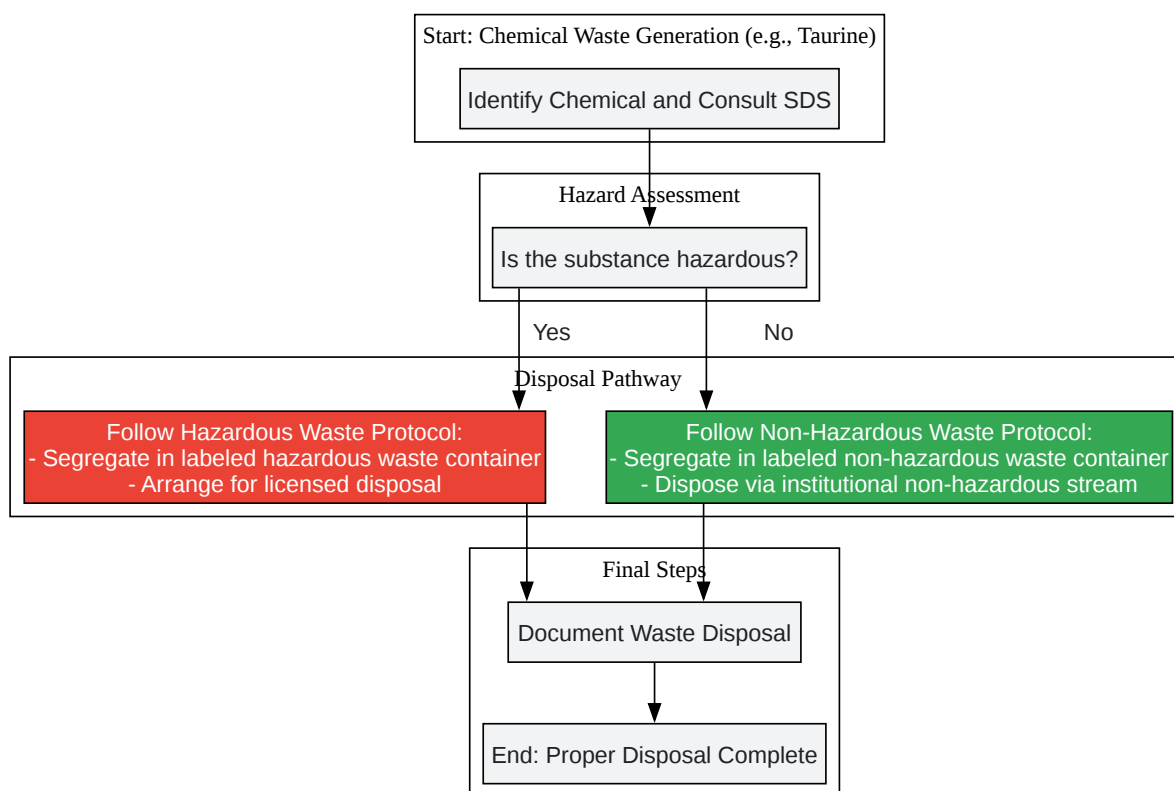 Start: Chemical Waste Generation (e.g., Taurine)
Identify Chemical and Consult SDS
Hazard Assessment
Is the substance hazardous?
Yes
No
Disposal Pathway
Follow Hazardous Waste Protocol:
- Segregate in labeled hazardous waste container
- Arrange for licensed disposal
Follow Non-Hazardous Waste Protocol:
- Segregate in labeled non-hazardous waste container
- Dispose via institutional non-hazardous stream
Final Steps
Document Waste Disposal
End: Proper Disposal Complete